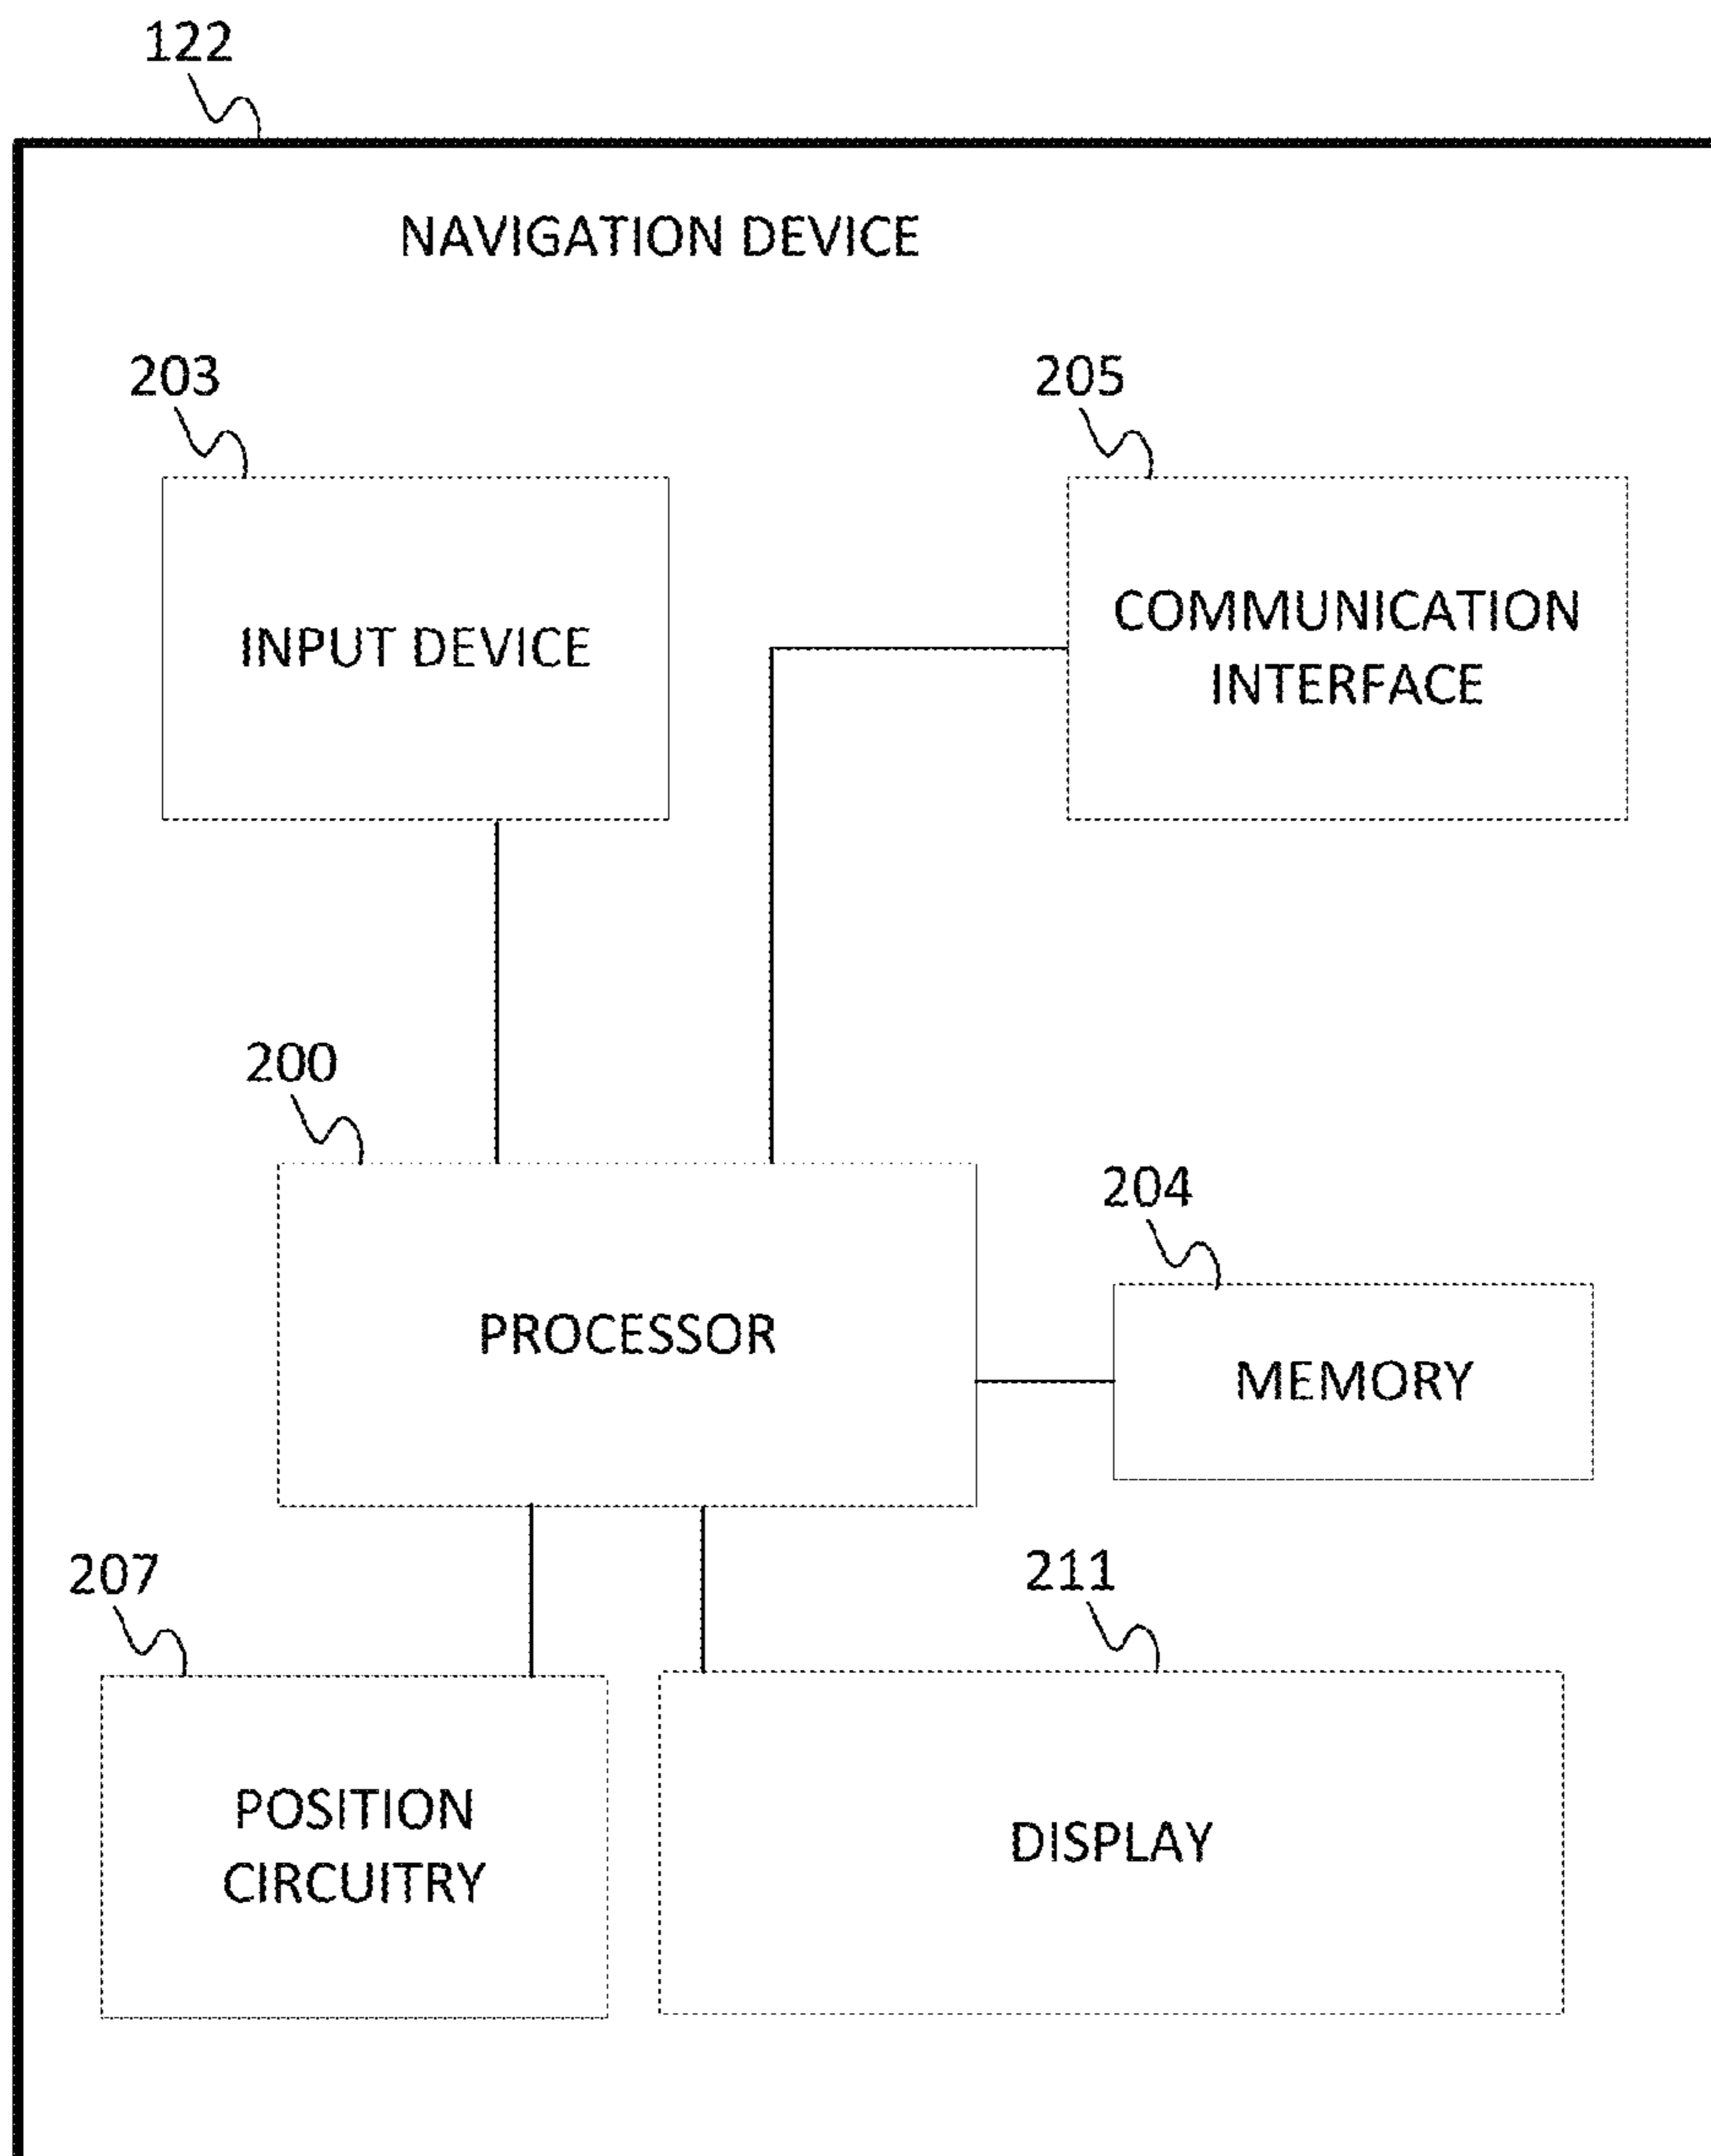 122
NAVIGATION DEVICE
203
205
INPUT DEVICE
COMMUNICATION
INTERFACE
200
204
PROCESSOR
MEMORY
207
211
POSITION
CIRCUITRY
DISPLAY